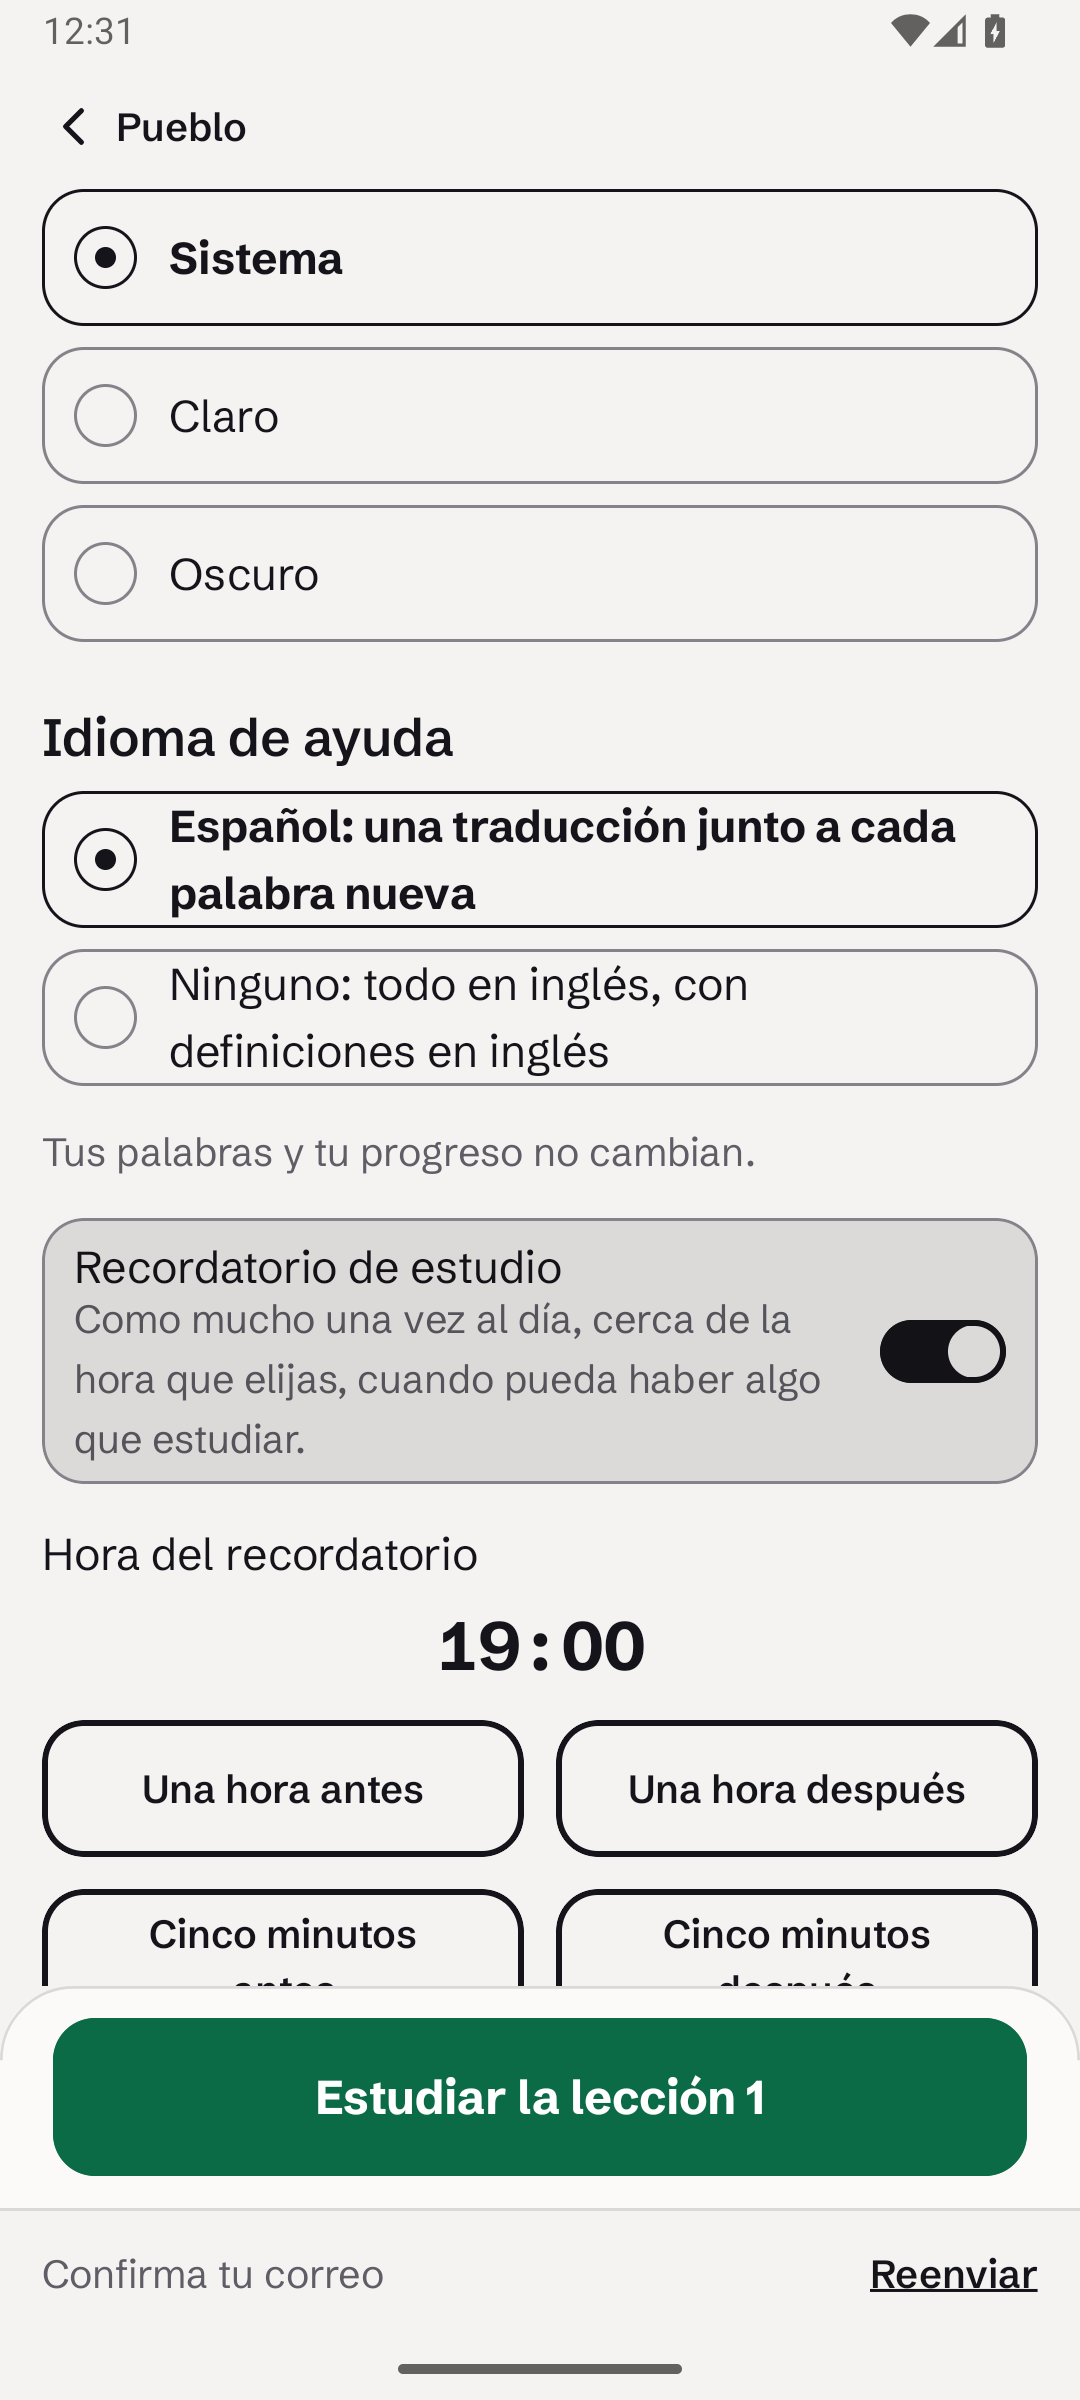 12:31
Pueblo
Sistema
Claro
Oscuro
Idioma de ayuda
Español: una traducción junto a cada
palabra nueva
Ninguno: todo en inglés, con
definiciones en inglés
Tus palabras y tu progreso no cambian.
Recordatorio de estudio
Como mucho una vez al día, cerca de la
hora que elijas, cuando pueda haber algo
que estudiar.
Hora del recordatorio
19:00
Una hora antes
Una hora después
Cinco minutos
antes
Cinco minutos
después
Estudiar la lección 1
Confirma tu correo
Reenviar